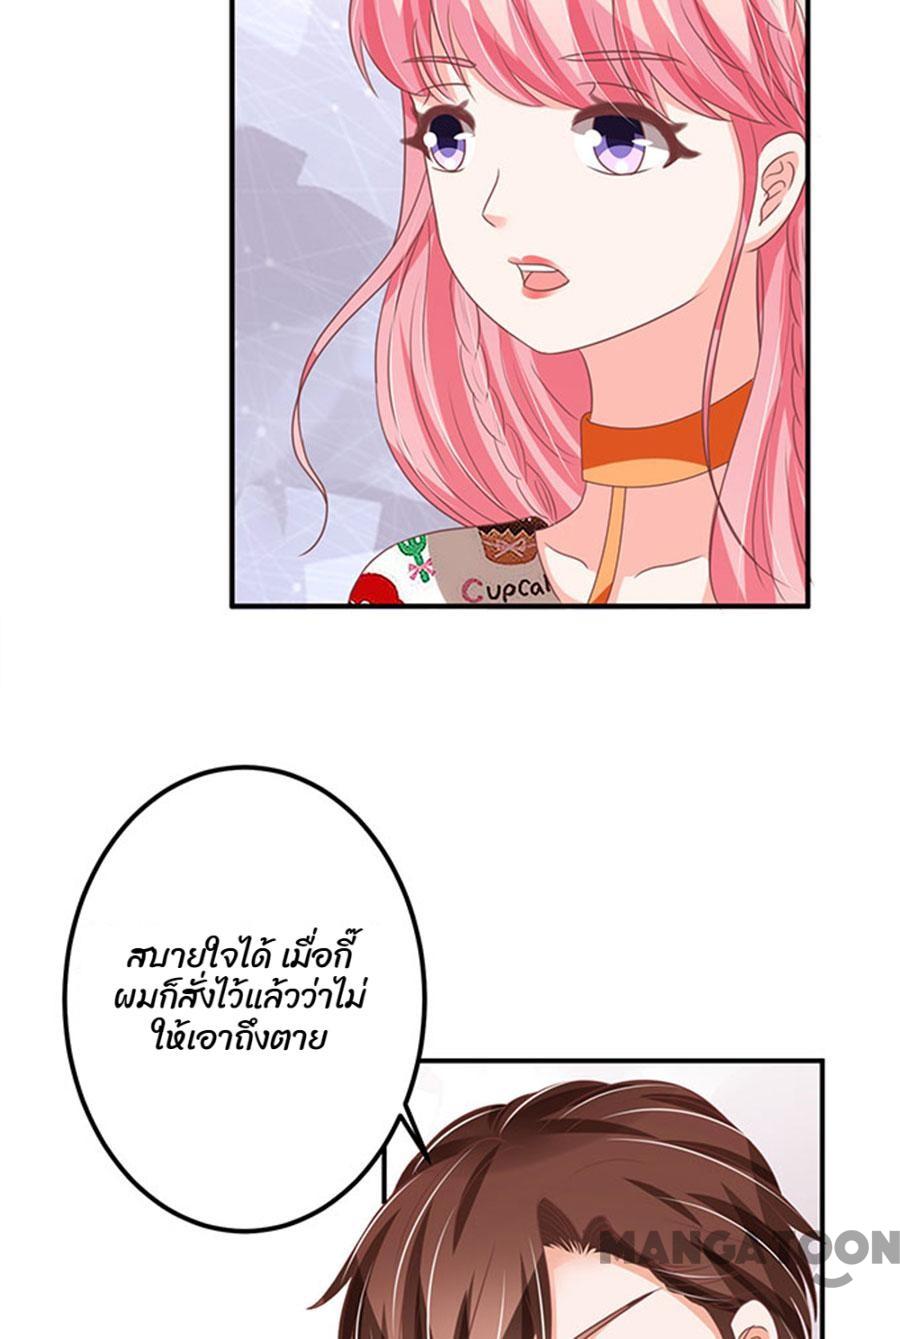 Cupca
สบายใจได้ เมื่อกี๊
ผมก็สั่งไว้แล้วว่าไม่
ให้เอาถึงตาย
MANGATOON